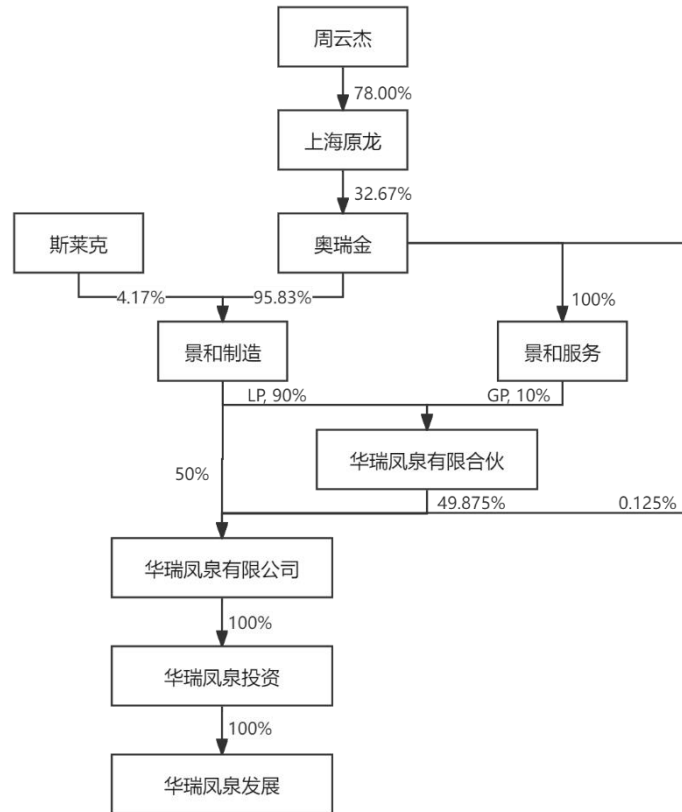 周云杰
78.00%
上海原龙
32.67%
斯莱克
奥瑞金
4.17%
95.83%
100%
景和制造
景和服务
LP, 90%
GP, 10%
华瑞凤泉有限合伙
50%
49.875%
0.125%
华瑞凤泉有限公司
100%
华瑞凤泉投资
100%
华瑞凤泉发展